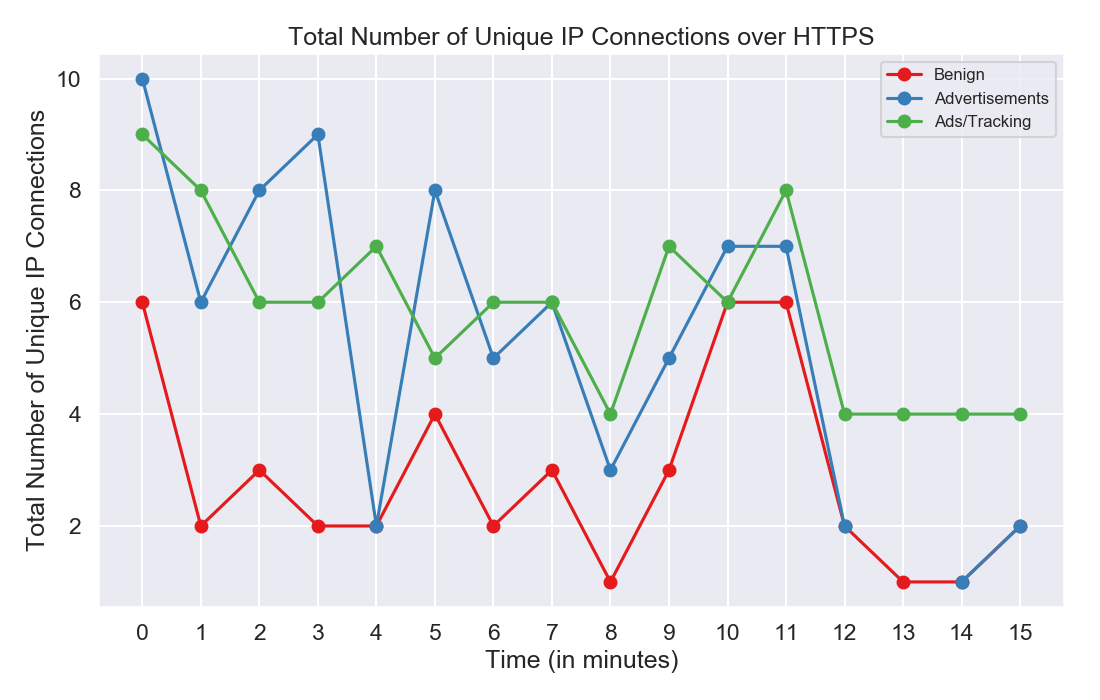 Total Number of Unique IP Connections over HTTPS
Benign
Advertisements
Ads/Tracking
Total Number of Unique IP Connections
10
8
6
4
2
0 1 2 3 4 5 6 7 8 9 10 11 12 13 14 15
Time (in minutes)